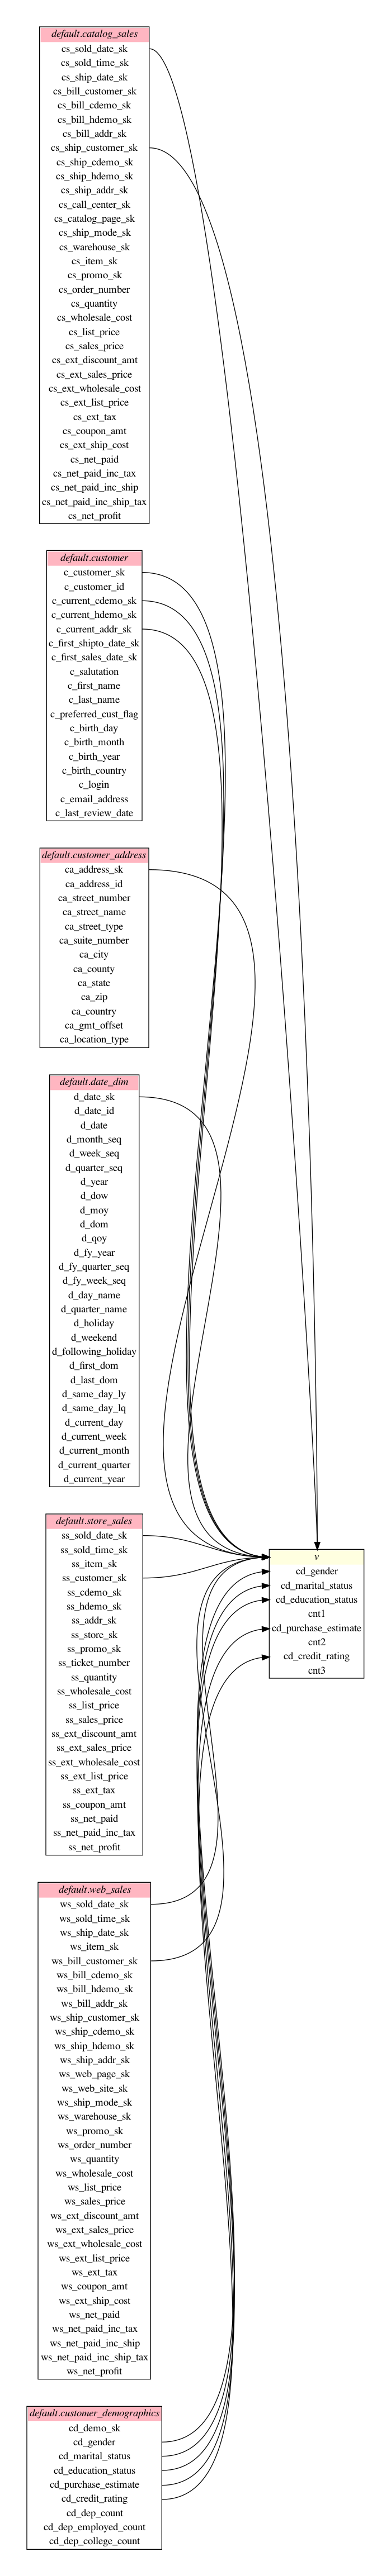 default.catalog_sales
cs_sold_date_sk
cs_sold_time_sk
cs_ship_date_sk
cs_bill_customer_sk
cs_bill_cdemo_sk
cs_bill_hdemo_sk
cs_bill_addr_sk
cs_ship_customer_sk
cs_ship_cdemo_sk
cs_ship_hdemo_sk
cs_ship_addr_sk
cs_call_center_sk
cs_catalog_page_sk
cs_ship_mode_sk
cs_warehouse_sk
cs_item_sk
cs_promo_sk
cs_order_number
cs_quantity
cs_wholesale_cost
cs_list_price
cs_sales_price
cs_ext_discount_amt
cs_ext_sales_price
cs_ext_wholesale_cost
cs_ext_list_price
cs_ext_tax
cs_coupon_amt
cs_ext_ship_cost
cs_net_paid
cs_net_paid_inc_tax
cs_net_paid_inc_ship
cs_net_paid_inc_ship_tax
cs_net_profit
default.customer
c_customer_sk
c_customer_id
c_current_cdemo_sk
c_current_hdemo_sk
c_current_addr_sk
c_first_shipto_date_sk
c_first_sales_date_sk
c_salutation
c_first_name
c_last_name
c_preferred_cust_flag
c_birth_day
c_birth_month
c_birth_year
c_birth_country
c_login
c_email_address
c_last_review_date
default.customer_address
ca_address_sk
ca_address_id
ca_street_number
ca_street_name
ca_street_type
ca_suite_number
ca_city
ca_county
ca_state
ca_zip
ca_country
ca_gmt_offset
ca_location_type
default.date_dim
d_date_sk
d_date_id
d_date
d_month_seq
d_week_seq
d_quarter_seq
d_year
d_dow
d_moy
d_dom
d_qoy
d_fy_year
d_fy_quarter_seq
d_fy_week_seq
d_day_name
d_quarter_name
d_holiday
d_weekend
d_following_holiday
d_first_dom
d_last_dom
d_same_day_ly
d_same_day_lq
d_current_day
d_current_week
d_current_month
d_current_quarter
d_current_year
default.store_sales
ss_sold_date_sk
ss_sold_time_sk
ss_item_sk
ss_customer_sk
ss_cdemo_sk
ss_hdemo_sk
ss_addr_sk
ss_store_sk
ss_promo_sk
ss_ticket_number
ss_quantity
ss_wholesale_cost
ss_list_price
ss_sales_price
ss_ext_discount_amt
ss_ext_sales_price
ss_ext_wholesale_cost
ss_ext_list_price
ss_ext_tax
ss_coupon_amt
ss_net_paid
ss_net_paid_inc_tax
ss_net_profit
v
cd_gender
cd_marital_status
cd_education_status
cnt1
cd_purchase_estimate
cnt2
cd_credit_rating
cnt3
default.web_sales
ws_sold_date_sk
ws_sold_time_sk
ws_ship_date_sk
ws_item_sk
ws_bill_customer_sk
ws_bill_cdemo_sk
ws_bill_hdemo_sk
ws_bill_addr_sk
ws_ship_customer_sk
ws_ship_cdemo_sk
ws_ship_hdemo_sk
ws_ship_addr_sk
ws_web_page_sk
ws_web_site_sk
ws_ship_mode_sk
ws_warehouse_sk
ws_promo_sk
ws_order_number
ws_quantity
ws_wholesale_cost
ws_list_price
ws_sales_price
ws_ext_discount_amt
ws_ext_sales_price
ws_ext_wholesale_cost
ws_ext_list_price
ws_ext_tax
ws_coupon_amt
ws_ext_ship_cost
ws_net_paid
ws_net_paid_inc_tax
ws_net_paid_inc_ship
ws_net_paid_inc_ship_tax
ws_net_profit
default.customer_demographics
cd_demo_sk
cd_gender
cd_marital_status
cd_education_status
cd_purchase_estimate
cd_credit_rating
cd_dep_count
cd_dep_employed_count
cd_dep_college_count